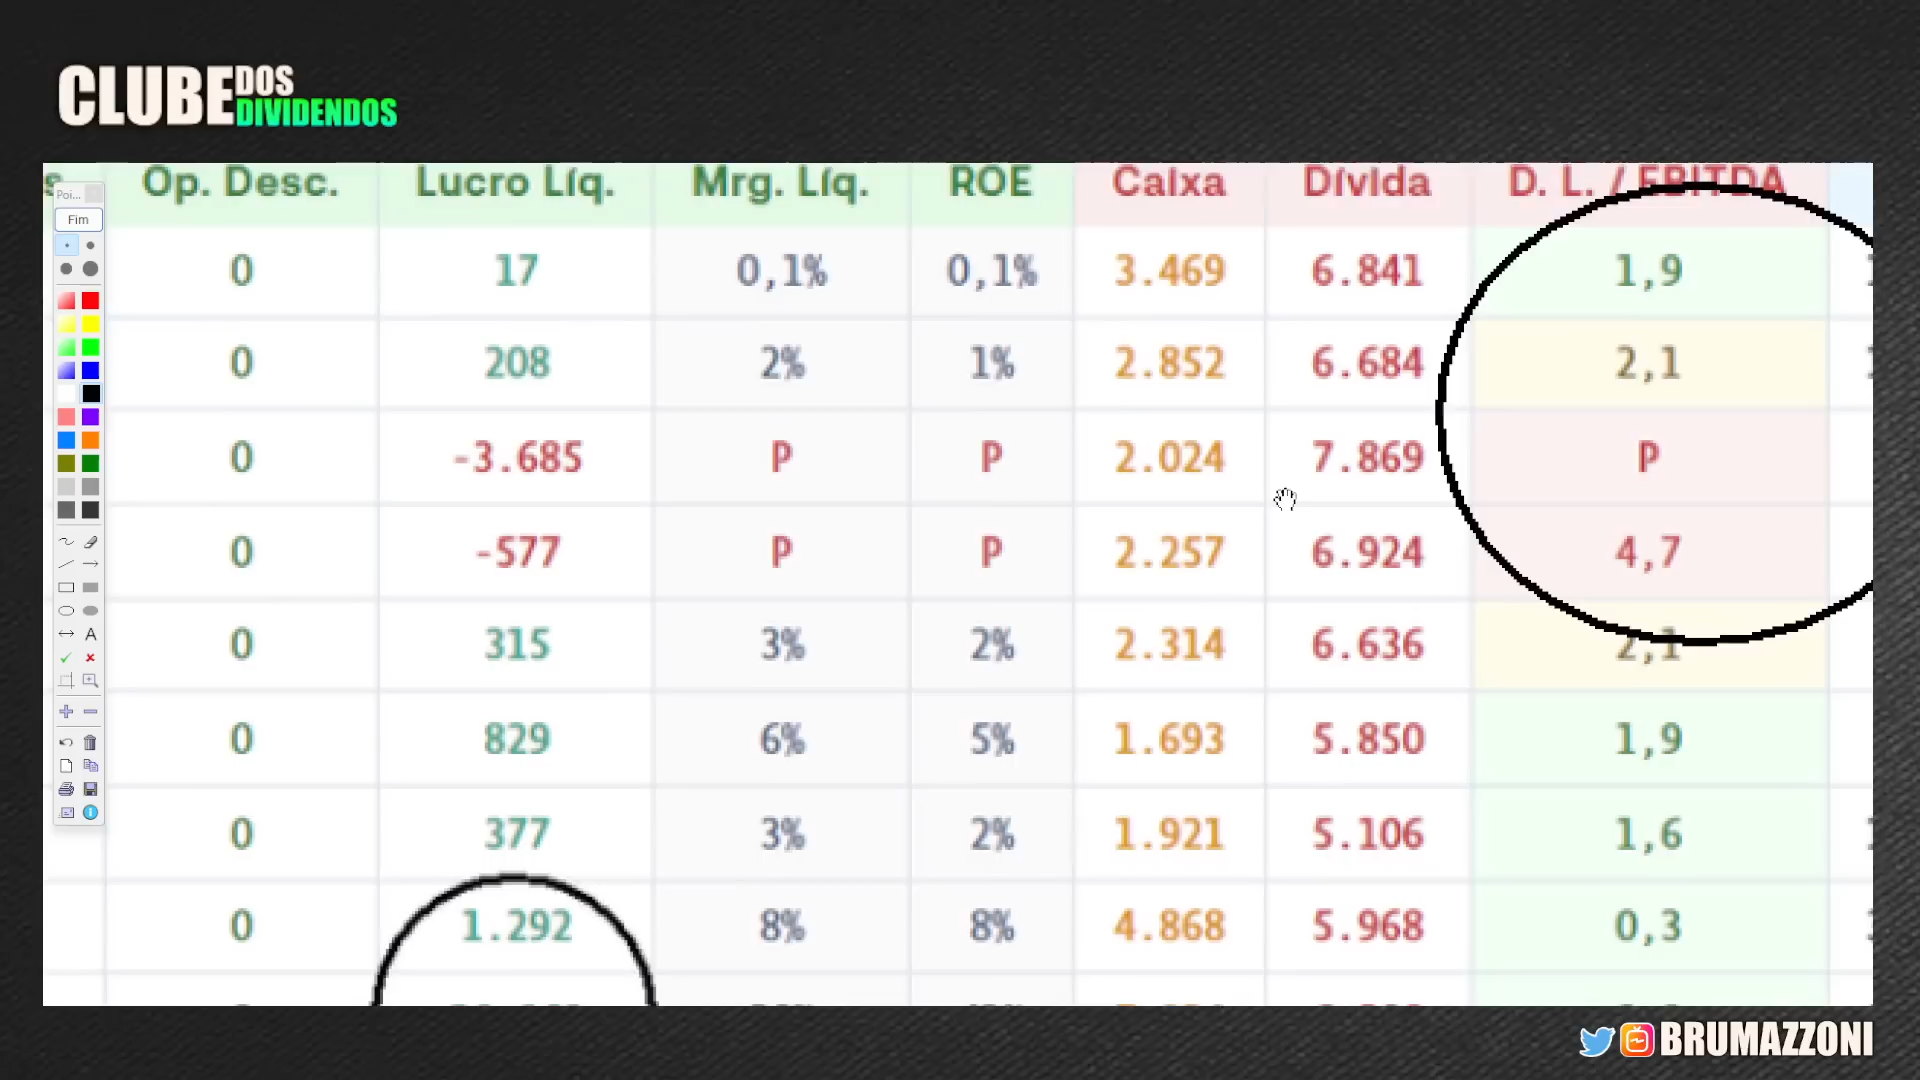 CLUBE DOS DIVIDENDOS
Poi...
Fim
A
Op. Desc. Lucro Líq. Mrg. Líq. ROE Caixa Dívida D. L. / EBITDA
0 17 0,1% 0,1% 3.469 6.841 1,9
0 208 2% 1% 2.852 6.684 2,1
0 -3.685 P P 2.024 7.869 P
0 -577 P P 2.257 6.924 4,7
0 315 3% 2% 2.314 6.636 2,1
0 829 6% 5% 1.693 5.850 1,9
0 377 3% 2% 1.921 5.106 1,6
0 1.292 8% 8% 4.868 5.968 0,3
BRUMAZZONI